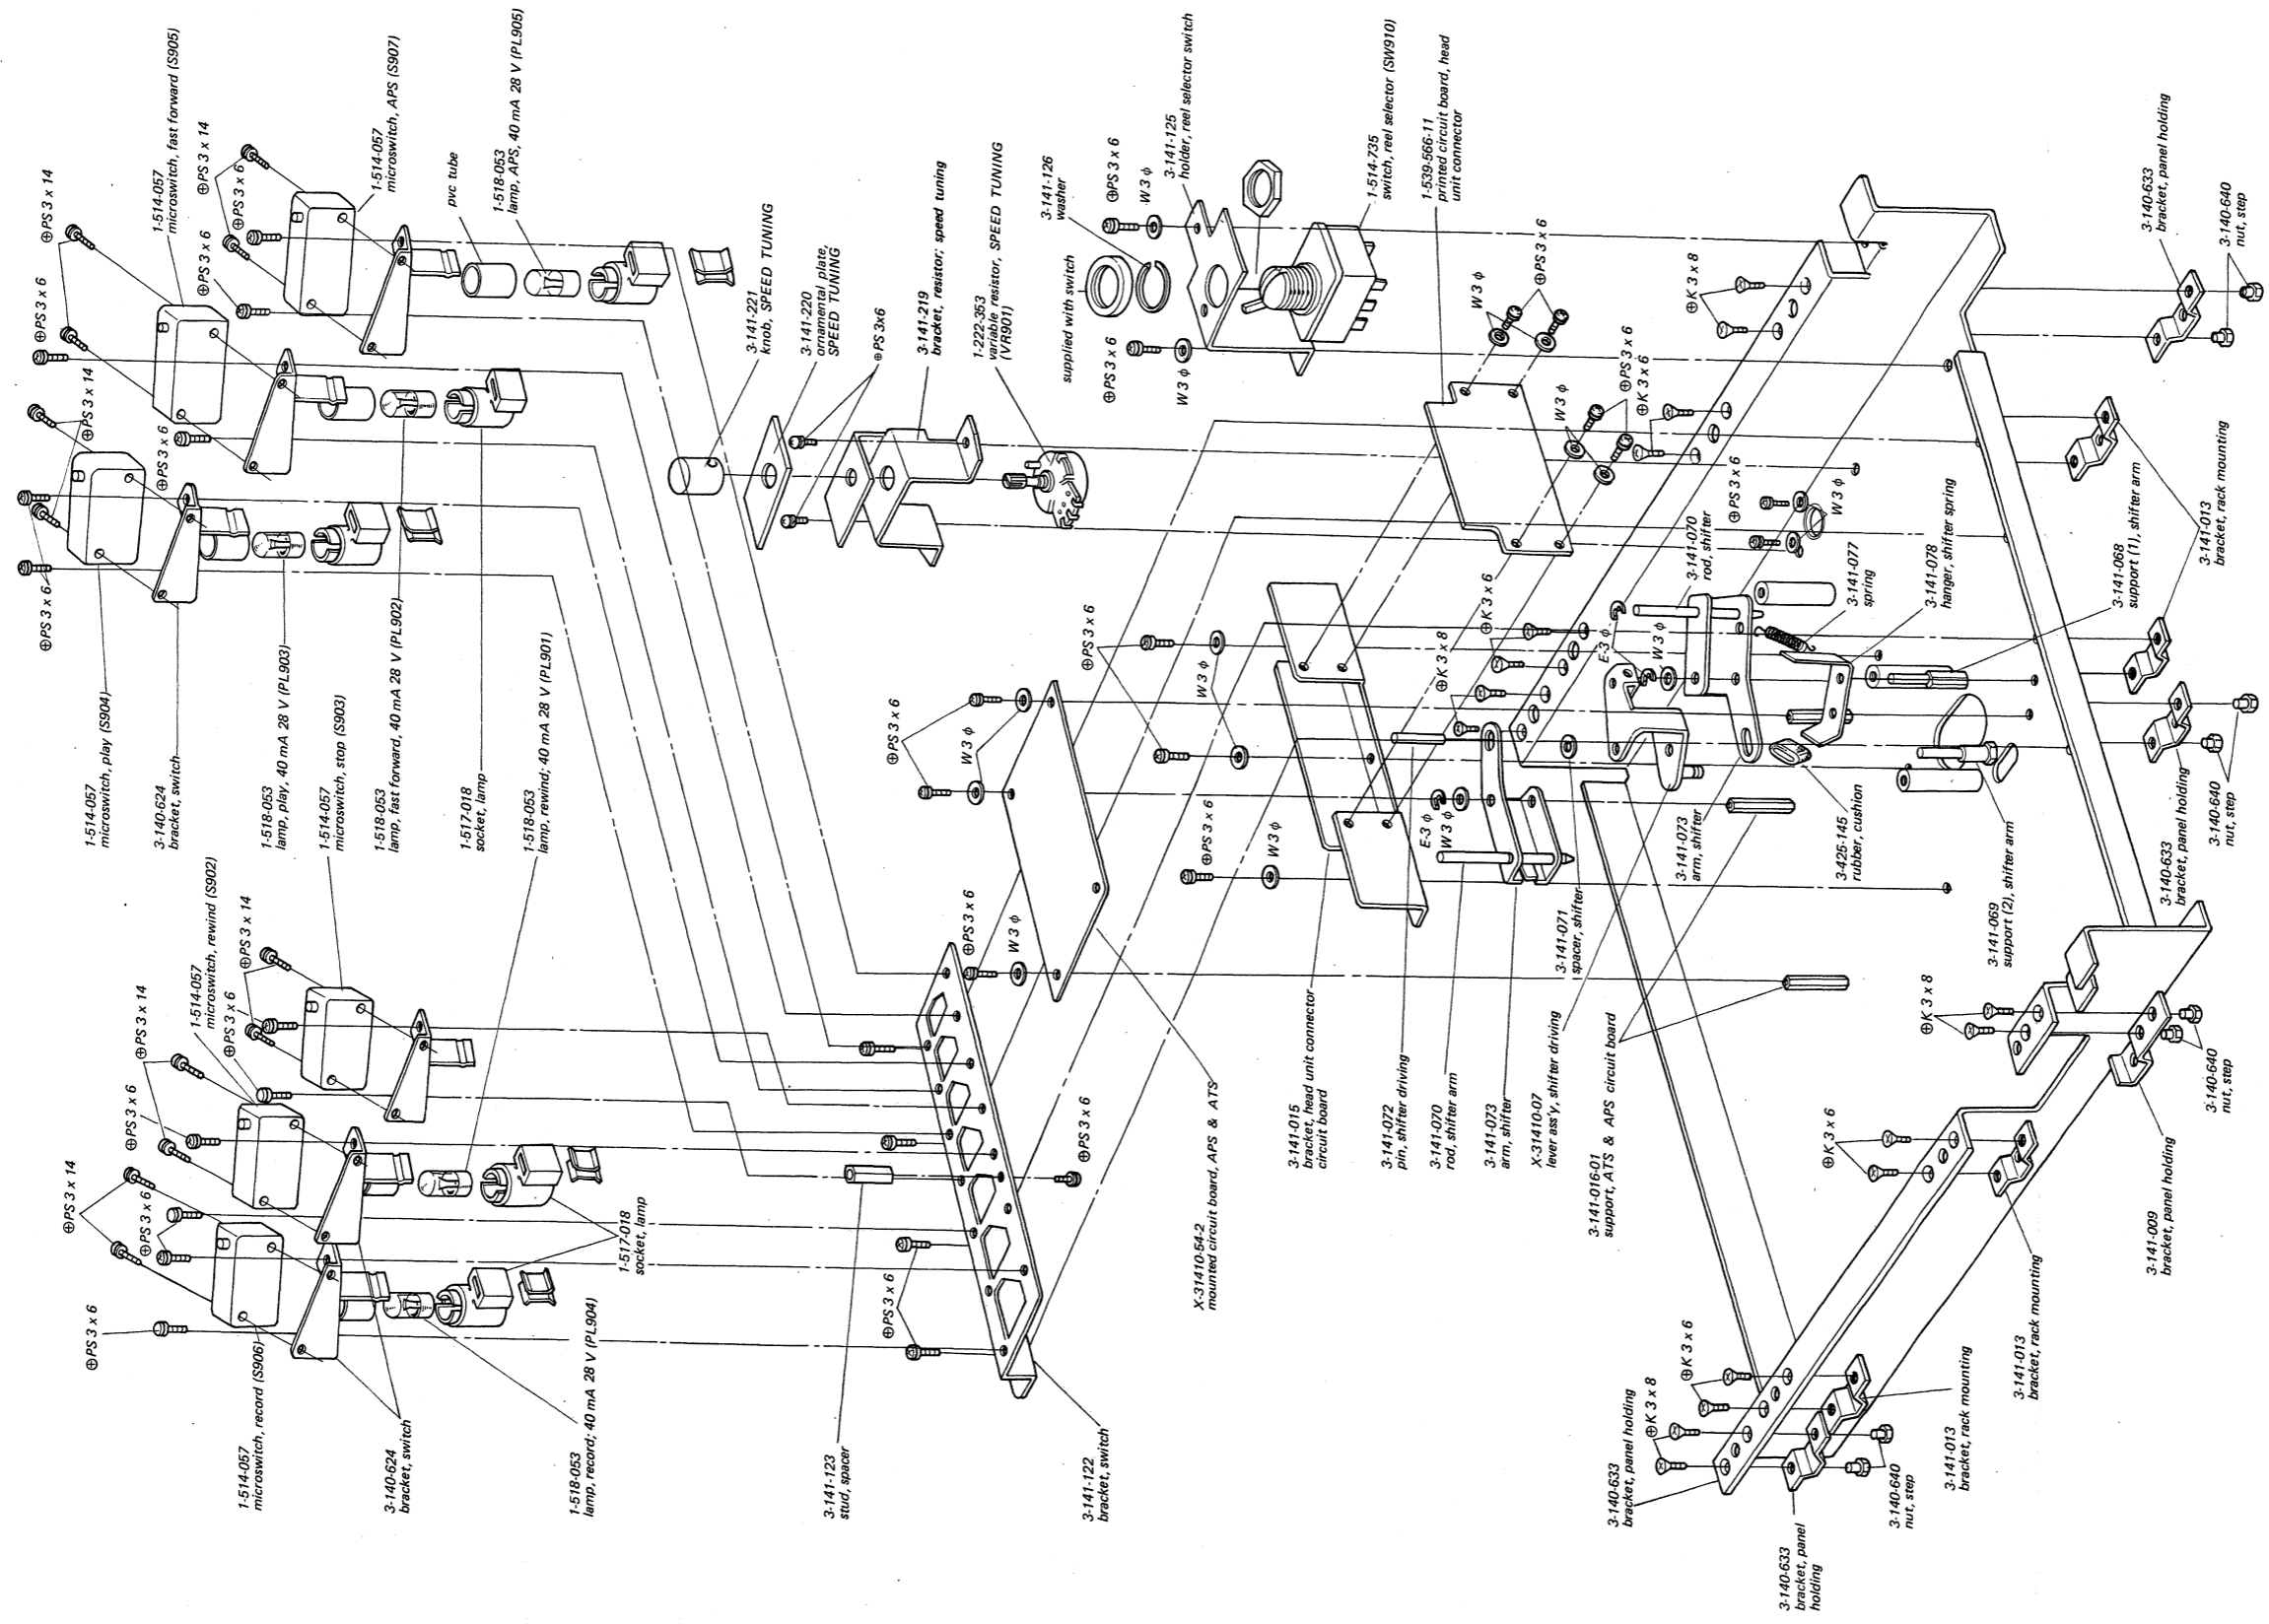 ⊕PS 3 x 14
⊕PS 3 x 6
1-514-057
microswitch, fast forward (S905)
⊕PS 3 x 14
⊕PS 3 x 6
1-514-057
microswitch, APS (S907)
⊕PS 3 x 6
pvc tube
1-518-053
lamp, APS, 40 mA 28 V (PL905)
⊕PS 3 x 14
⊕PS 3 x 6
⊕PS 3 x 6
1-514-057
microswitch, play (S904)
3-140-624
bracket, switch
1-518-053
lamp, play, 40 mA 28 V (PL903)
1-514-057
microswitch, stop (S903)
1-518-053
lamp, fast forward, 40 mA 28 V (PL902)
1-517-018
socket, lamp
1-518-053
lamp, rewind; 40 mA 28 V (PL901)
3-141-221
knob, SPEED TUNING
3-141-220
ornamental plate,
SPEED TUNING
⊕PS 3x6
3-141-219
bracket, resistor; speed tuning
1-222-353
variable resistor, SPEED TUNING
(VR901)
supplied with switch
3-141-126
washer
⊕PS 3 x 6
W 3 φ
3-141-125
holder, reel selector switch
⊕PS 3 x 6
W 3 φ
1-514-735
switch, reel selector (SW910)
1-539-566-11
printed circuit board, head
unit connector
W 3 φ
⊕PS 3 x 6
W 3 φ
⊕PS 3 x 6
⊕K 3 x 6
⊕K 3 x 8
⊕PS 3 x 6
W 3 φ
3-140-633
bracket, panel holding
3-140-640
nut, step
3-141-013
bracket, rack mounting
3-141-070
rod, shifter
3-141-077
spring
3-141-078
hanger, shifter spring
3-141-068
support (1), shifter arm
⊕PS 3 x 14
⊕PS 3 x 6
1-514-057
microswitch, rewind (S902)
⊕PS 3 x 6
⊕PS 3 x 14
⊕PS 3 x 14
⊕PS 3 x 6
⊕PS 3 x 6
1-514-057
microswitch, record (S906)
3-140-624
bracket, switch
1-518-053
lamp, record; 40 mA 28 V (PL904)
1-517-018
socket, lamp
3-141-123
stud, spacer
⊕PS 3 x 6
⊕PS 3 x 6
3-141-122
bracket, switch
⊕PS 3 x 6
W 3 φ
⊕PS 3 x 6
W 3 φ
X-31410-54-2
mounted circuit board, APS & ATS
⊕PS 3 x 6
W 3 φ
⊕PS 3 x 6
W 3 φ
3-141-015
bracket, head unit connector
circuit board
3-141-072
pin, shifter driving
3-141-070
rod, shifter arm
3-141-073
arm, shifter
X-31410-07
lever ass'y, shifter driving
3-141-071
spacer, shifter
3-141-016-01
support, ATS & APS circuit board
⊕K 3 x 8
⊕K 3 x 6
E-3 φ
W 3 φ
E-3 φ
W 3 φ
3-141-073
arm, shifter
3-425-145
rubber, cushion
3-141-069
support (2), shifter arm
3-140-633
bracket, panel holding
3-140-640
nut, step
⊕K 3 x 8
3-140-640
nut, step
3-141-009
bracket, panel holding
⊕K 3 x 6
3-141-013
bracket, rack mounting
⊕K 3 x 6
⊕K 3 x 8
3-140-633
bracket, panel holding
3-141-013
bracket, rack mounting
3-140-640
nut, step
3-140-633
bracket, panel
holding